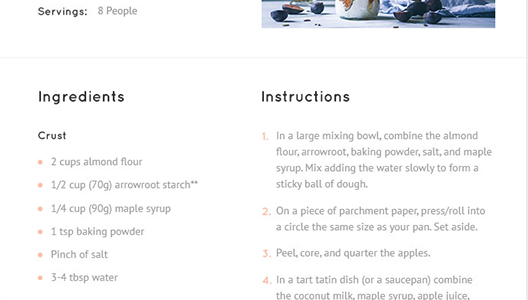 Servings: 8 People
Ingredients
Crust
2 cups almond flour
1/2 cup (70g) arrowroot starch**
1/4 cup (90g) maple syrup
1 tsp baking powder
Pinch of salt
3-4 tbsp water
Instructions
1. In a large mixing bowl, combine the almond
flour, arrowroot, baking powder, salt, and maple
syrup. Mix adding the water slowly to form a
sticky ball of dough.
2. On a piece of parchment paper, press/roll into
a circle the same size as your pan. Set aside.
3. Peel, core, and quarter the apples.
4. In a tart tatin dish (or a saucepan) combine
the coconut milk, maple syrup, apple juice,